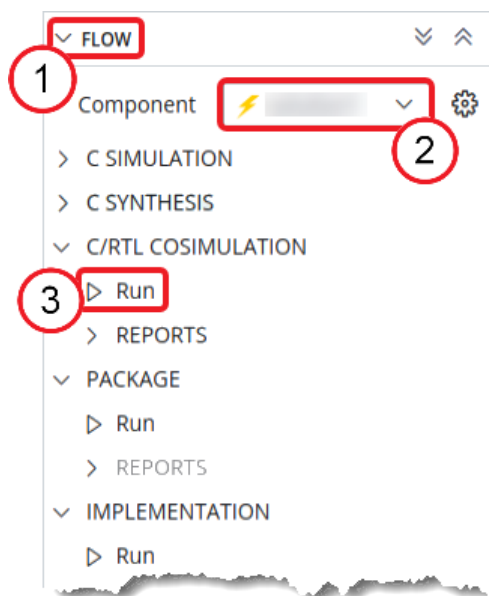 FLOW
1
Component
2
C SIMULATION
C SYNTHESIS
C/RTL COSIMULATION
3
Run
REPORTS
PACKAGE
Run
REPORTS
IMPLEMENTATION
Run